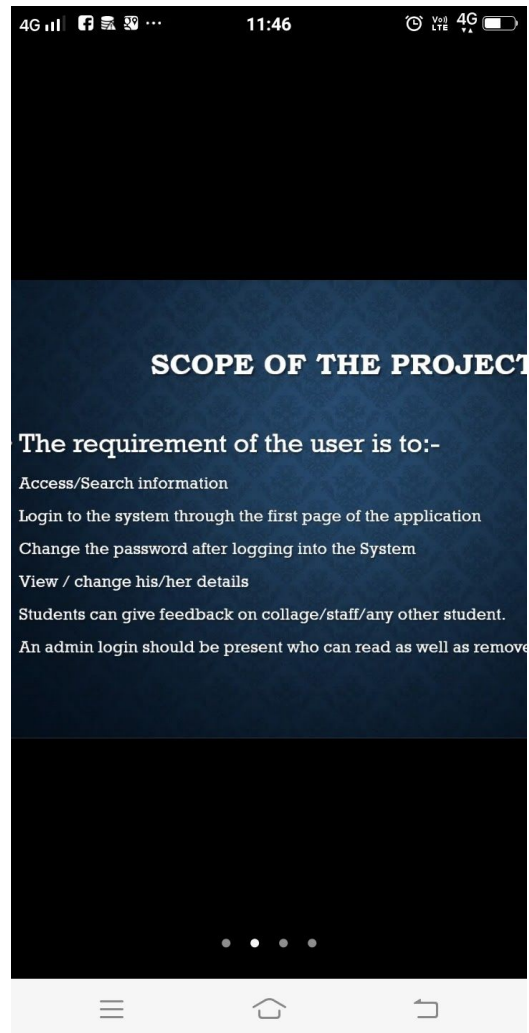 4G 11:46 Vo)) LTE 4G
SCOPE OF THE PROJECT
The requirement of the user is to:-
Access/Search information
Login to the system through the first page of the application
Change the password after logging into the System
View / change his/her details
Students can give feedback on collage/staff/any other student.
An admin login should be present who can read as well as remove